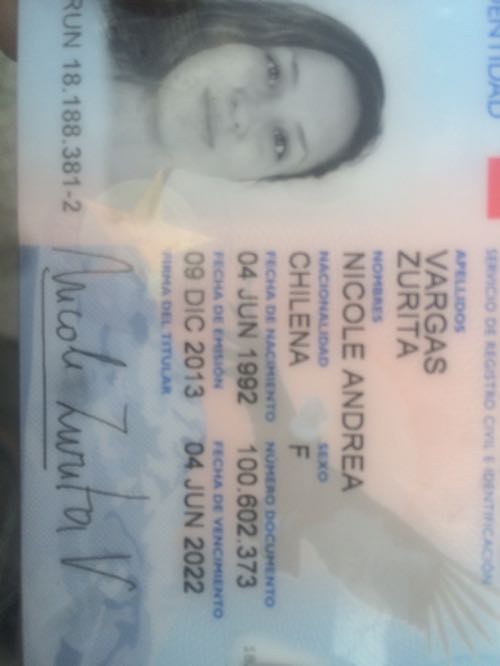 ENTIDAD
SERVICIO DE REGISTRO CIVIL E IDENTIFICACIÓN
APELLIDOS
VARGAS
ZURITA
NOMBRES
NICOLE ANDREA
NACIONALIDAD SEXO
CHILENA F
FECHA DE NACIMIENTO NÚMERO DOCUMENTO
04 JUN 1992 100.602.373
FECHA DE EMISIÓN FECHA DE VENCIMIENTO
09 DIC 2013 04 JUN 2022
FIRMA DEL TITULAR
RUN 18.188.381-2
Nicole Zurita V